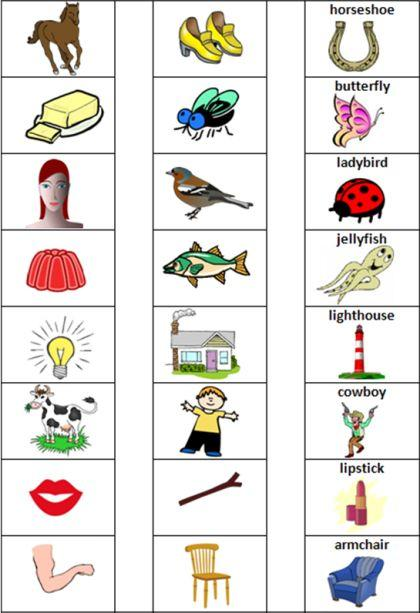 horseshoe
butterfly
ladybird
jellyfish
lighthouse
cowboy
lipstick
armchair